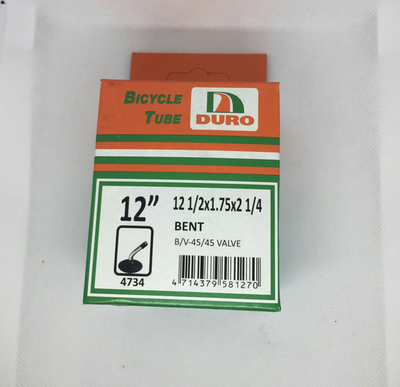 BICYCLE
TUBE
DURO
12"
12 1/2x1.75x2 1/4
BENT
B/V-45/45 VALVE
4734
4 714379 581270